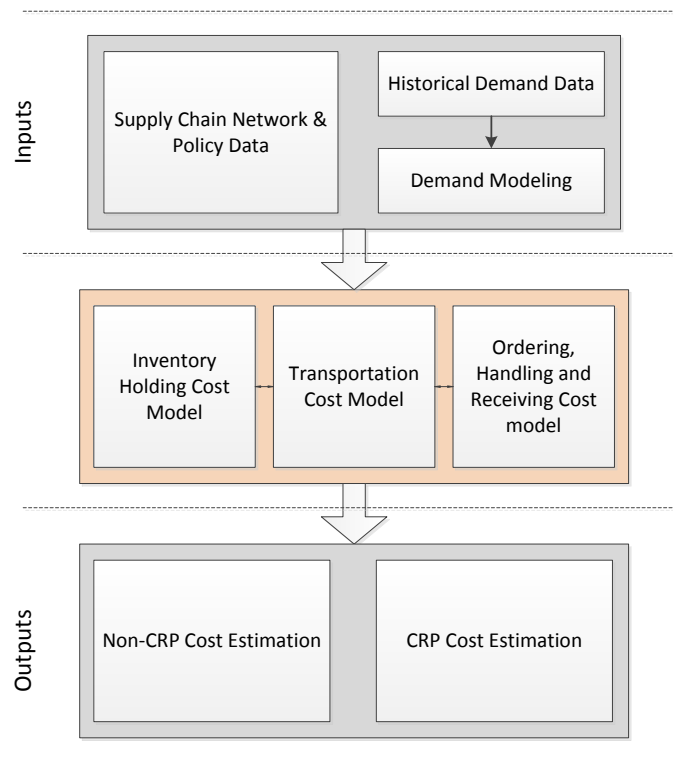 Inputs
Supply Chain Network &
Policy Data
Historical Demand Data
Demand Modeling
Inventory
Holding Cost
Model
Transportation
Cost Model
Ordering,
Handling and
Receiving Cost
model
Outputs
Non-CRP Cost Estimation
CRP Cost Estimation